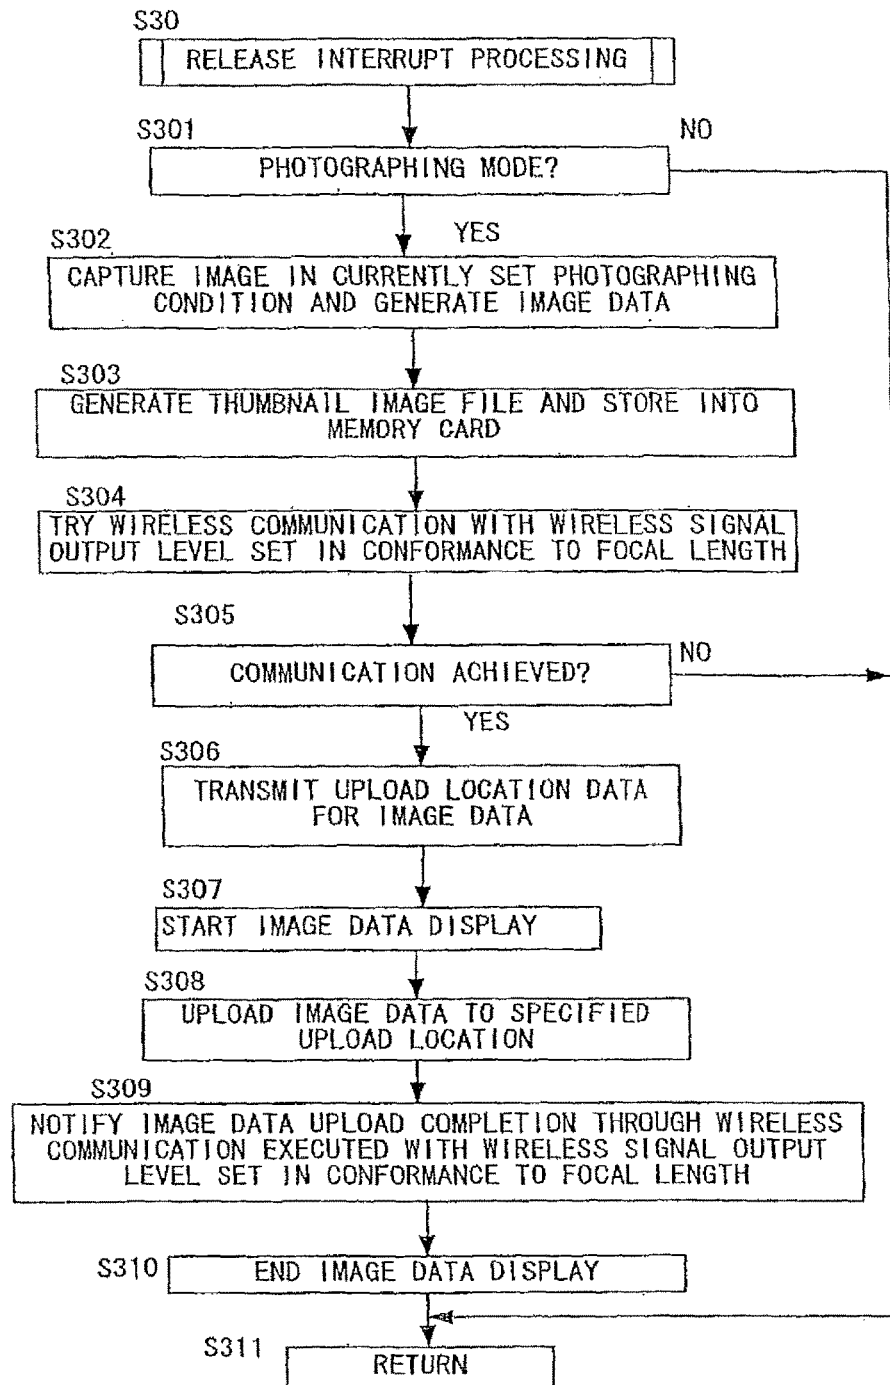 S30
RELEASE INTERRUPT PROCESSING
S301
NO
PHOTOGRAPHING MODE?
YES
S302
CAPTURE IMAGE IN CURRENTLY SET PHOTOGRAPHING
CONDITION AND GENERATE IMAGE DATA
S303
GENERATE THUMBNAIL IMAGE FILE AND STORE INTO
MEMORY CARD
S304
TRY WIRELESS COMMUNICATION WITH WIRELESS SIGNAL
OUTPUT LEVEL SET IN CONFORMANCE TO FOCAL LENGTH
S305
NO
COMMUNICATION ACHIEVED?
YES
S306
TRANSMIT UPLOAD LOCATION DATA
FOR IMAGE DATA
S307
START IMAGE DATA DISPLAY
S308
UPLOAD IMAGE DATA TO SPECIFIED
UPLOAD LOCATION
S309
NOTIFY IMAGE DATA UPLOAD COMPLETION THROUGH WIRELESS
COMMUNICATION EXECUTED WITH WIRELESS SIGNAL OUTPUT
LEVEL SET IN CONFORMANCE TO FOCAL LENGTH
S310
END IMAGE DATA DISPLAY
S311
RETURN